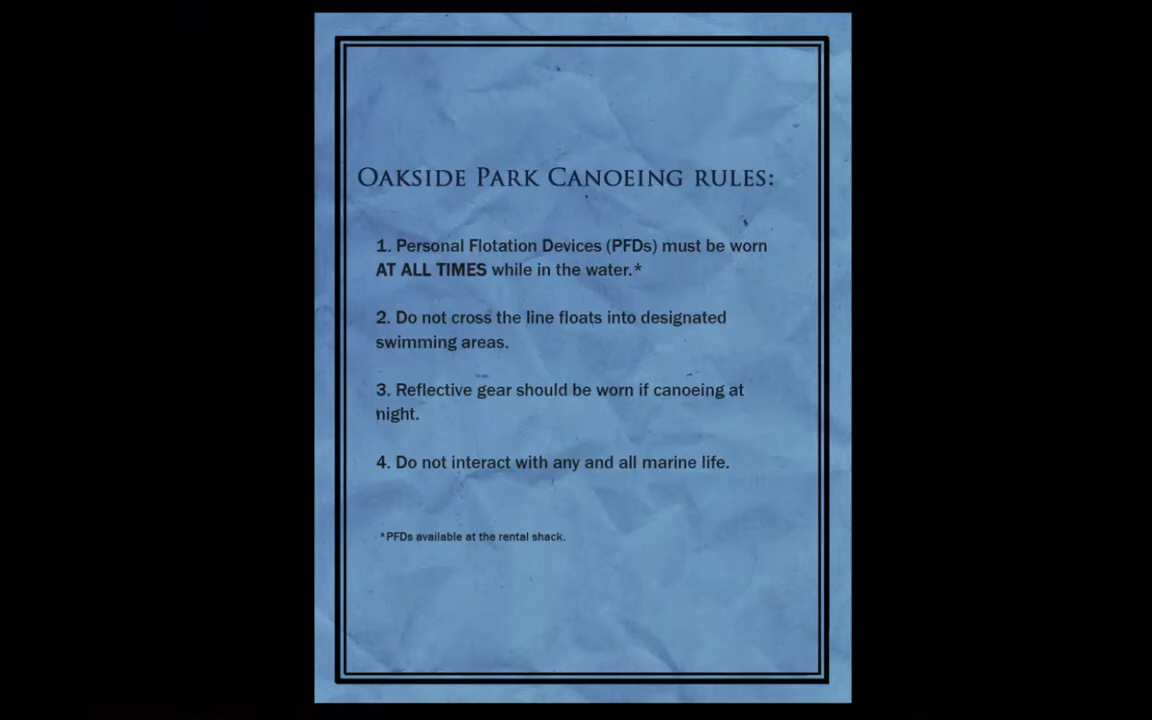 OAKSIDE PARK CANOEING RULES:
1. Personal Flotation Devices (PFDs) must be worn
AT ALL TIMES while in the water.*
2. Do not cross the line floats into designated
swimming areas.
3. Reflective gear should be worn if canoeing at
night.
4. Do not interact with any and all marine life.
*PFDs available at the rental shack.